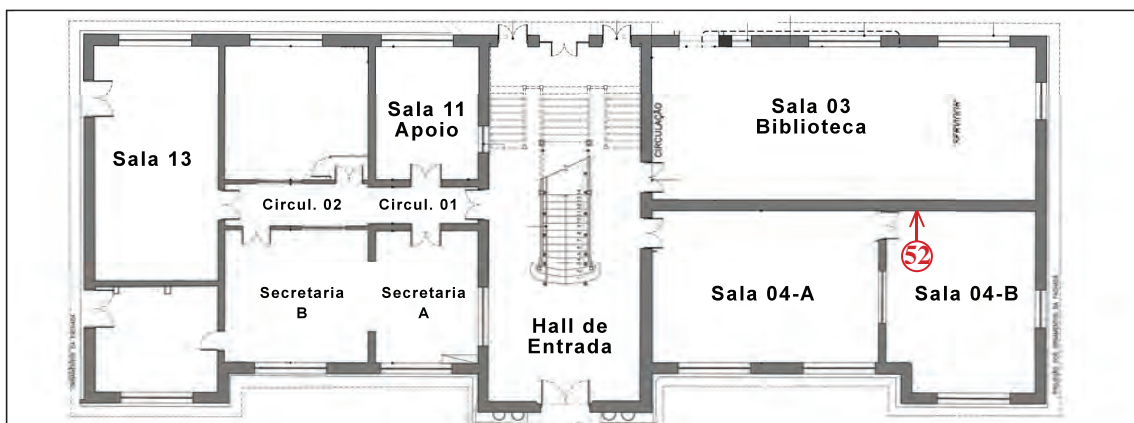 Sala 13
Sala 11
Apoio
Circul. 02
Circul. 01
Secretaria
B
Secretaria
A
Hall de
Entrada
CIRCULAÇÃO
Sala 03
Biblioteca
SERVIDOR
Sala 04-A
Sala 04-B
52